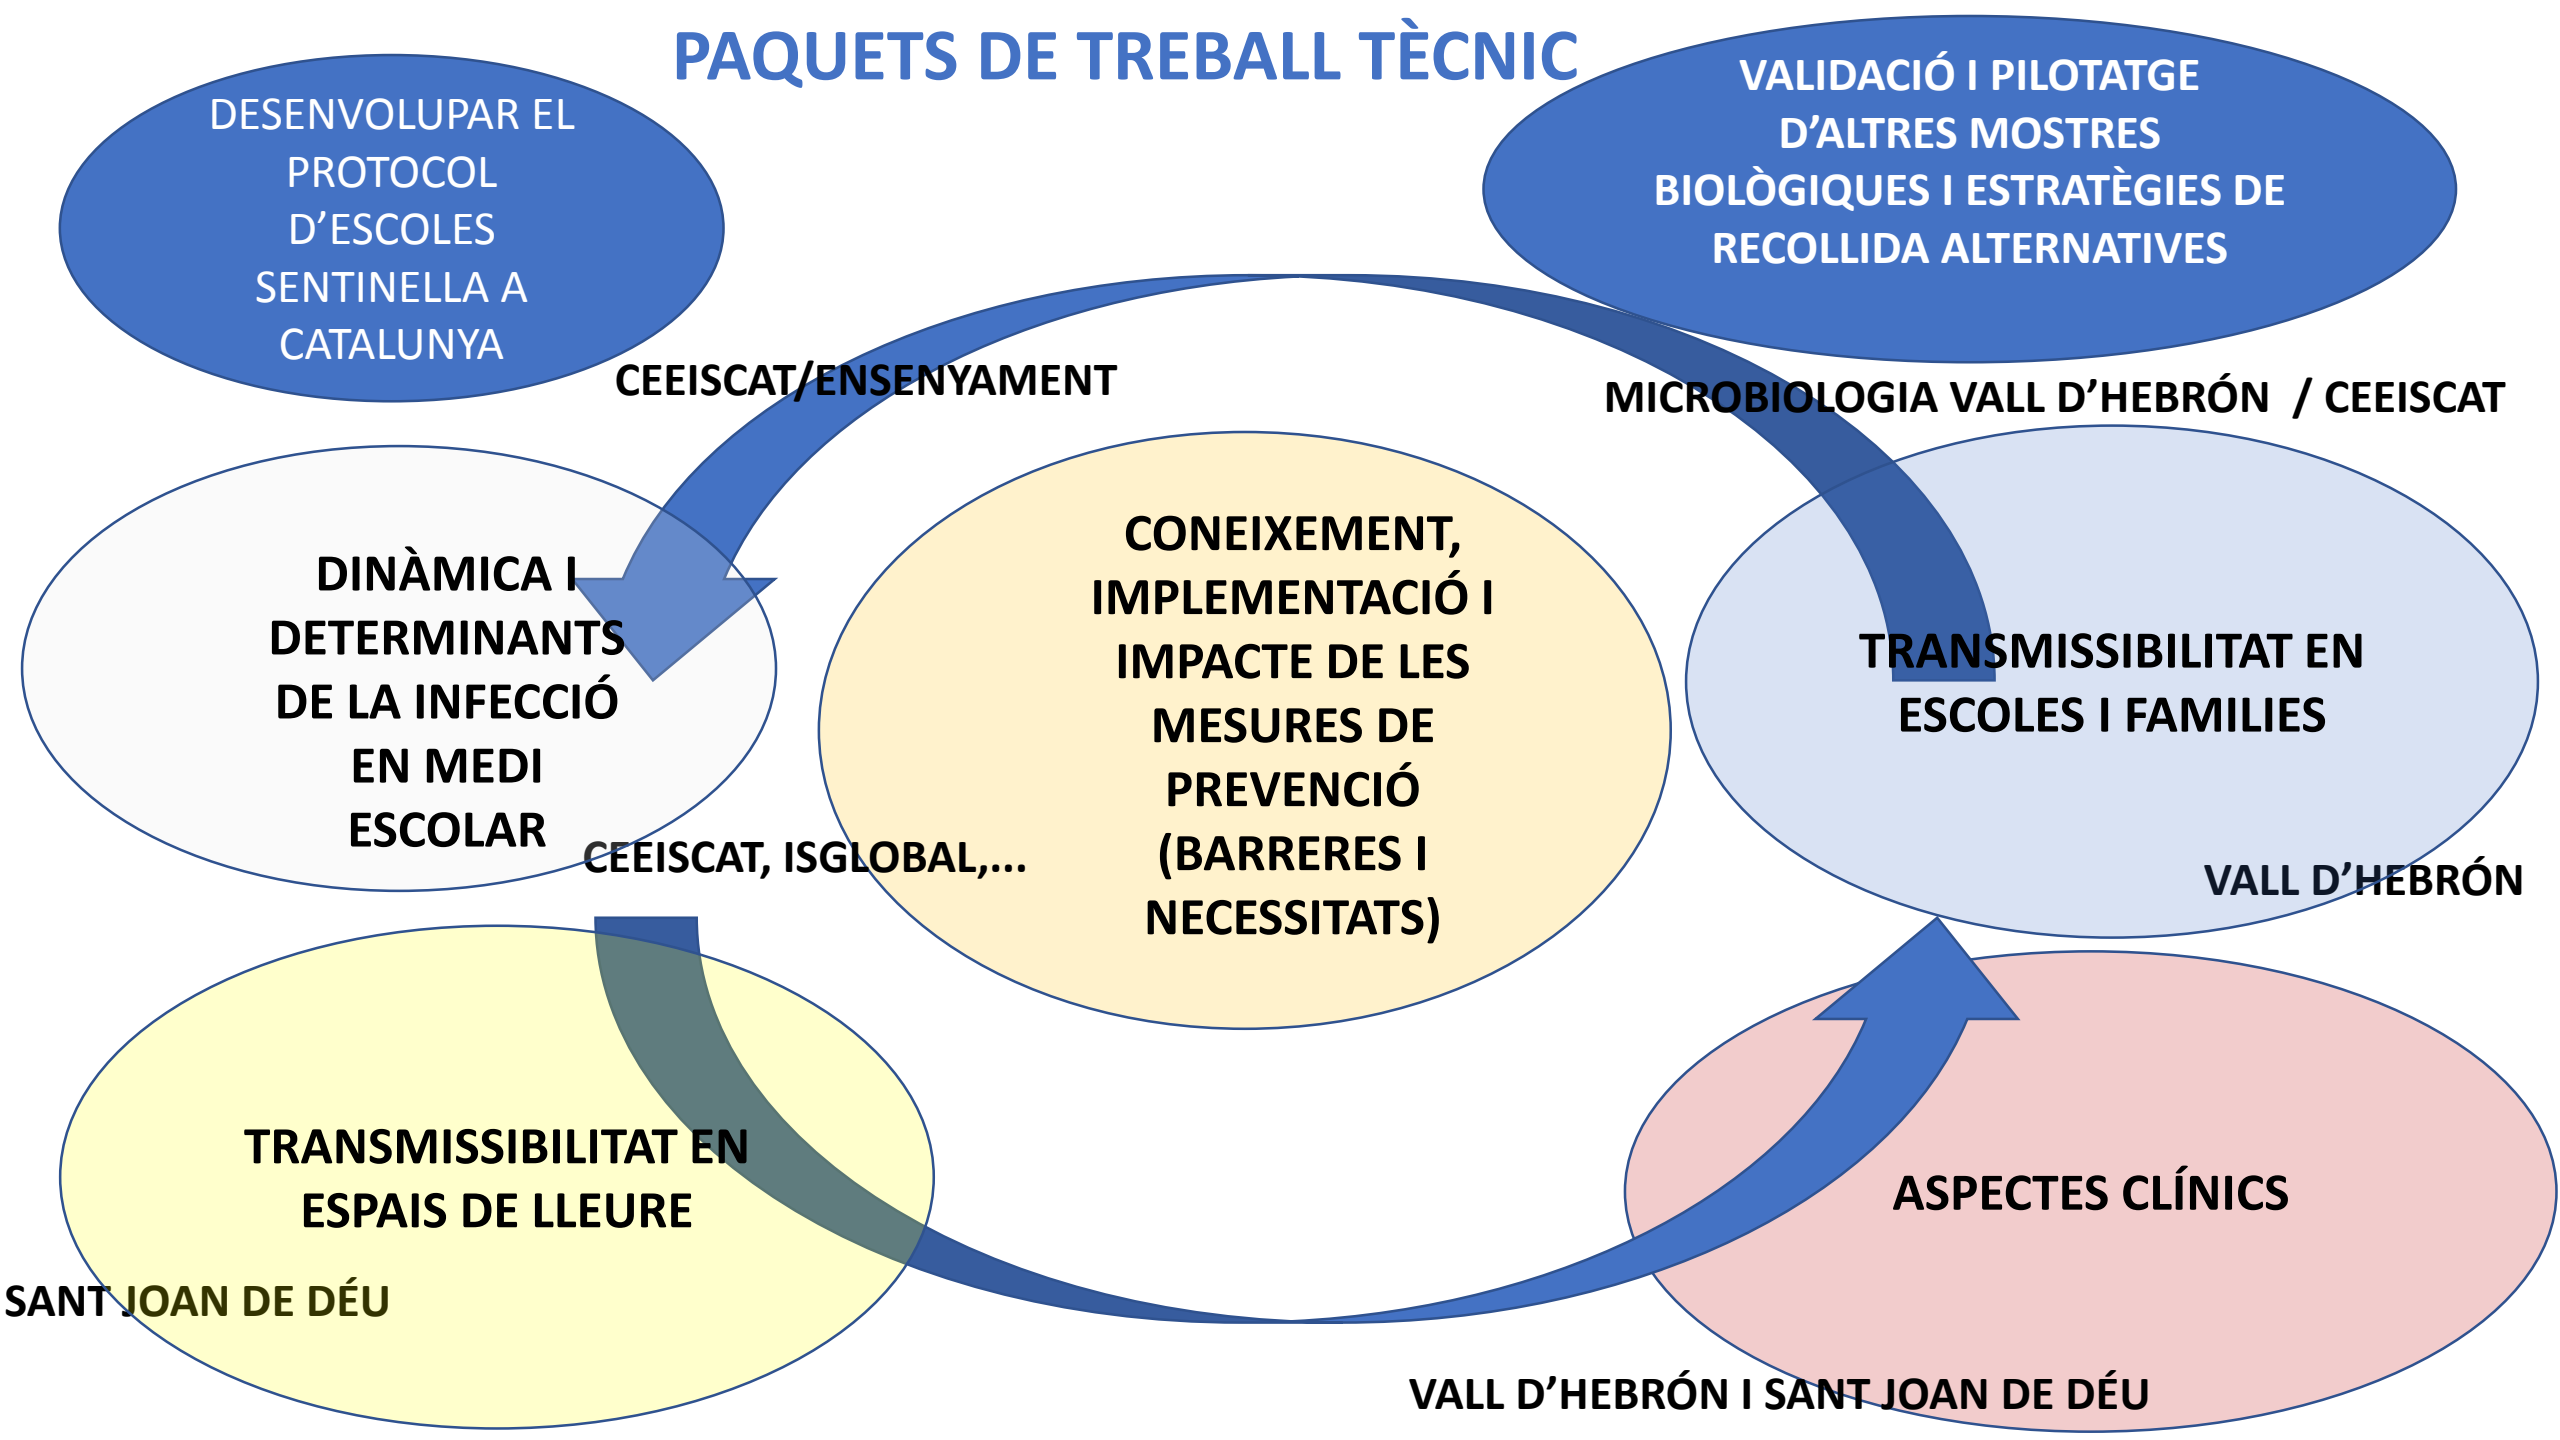 PAQUETS DE TREBALL TÈCNIC
DESENVOLUPAR EL
PROTOCOL
D’ESCOLES
SENTINELLA A
CATALUNYA
VALIDACIÓ I PILOTATGE
D’ALTRES MOSTRES
BIOLÒGIQUES I ESTRATÈGIES DE
RECOLLIDA ALTERNATIVES
CEEISCAT/ENSENYAMENT
MICROBIOLOGIA VALL D’HEBRÓN / CEEISCAT
DINÀMICA I
DETERMINANTS
DE LA INFECCIÓ
EN MEDI
ESCOLAR
CEEISCAT, ISGLOBAL,...
CONEIXEMENT,
IMPLEMENTACIÓ I
IMPACTE DE LES
MESURES DE
PREVENCIÓ
(BARRERES I
NECESSITATS)
TRANSMISSIBILITAT EN
ESCOLES I FAMILIES
VALL D’HEBRÓN
TRANSMISSIBILITAT EN
ESPAIS DE LLEURE
SANT JOAN DE DÉU
ASPECTES CLÍNICS
VALL D’HEBRÓN I SANT JOAN DE DÉU